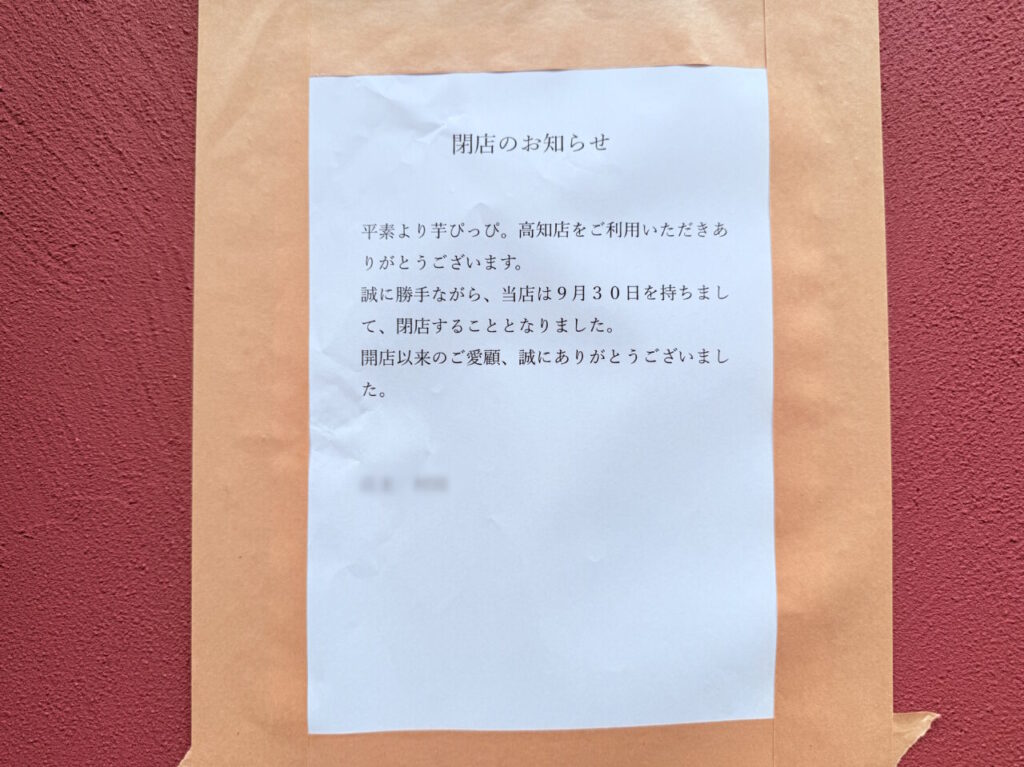 閉店のお知らせ
平素より芋ぴっぴ。高知店をご利用いただきあ
りがとうございます。
誠に勝手ながら、当店は９月３０日を持ちまし
て、閉店することとなりました。
開店以来のご愛顧、誠にありがとうございまし
た。